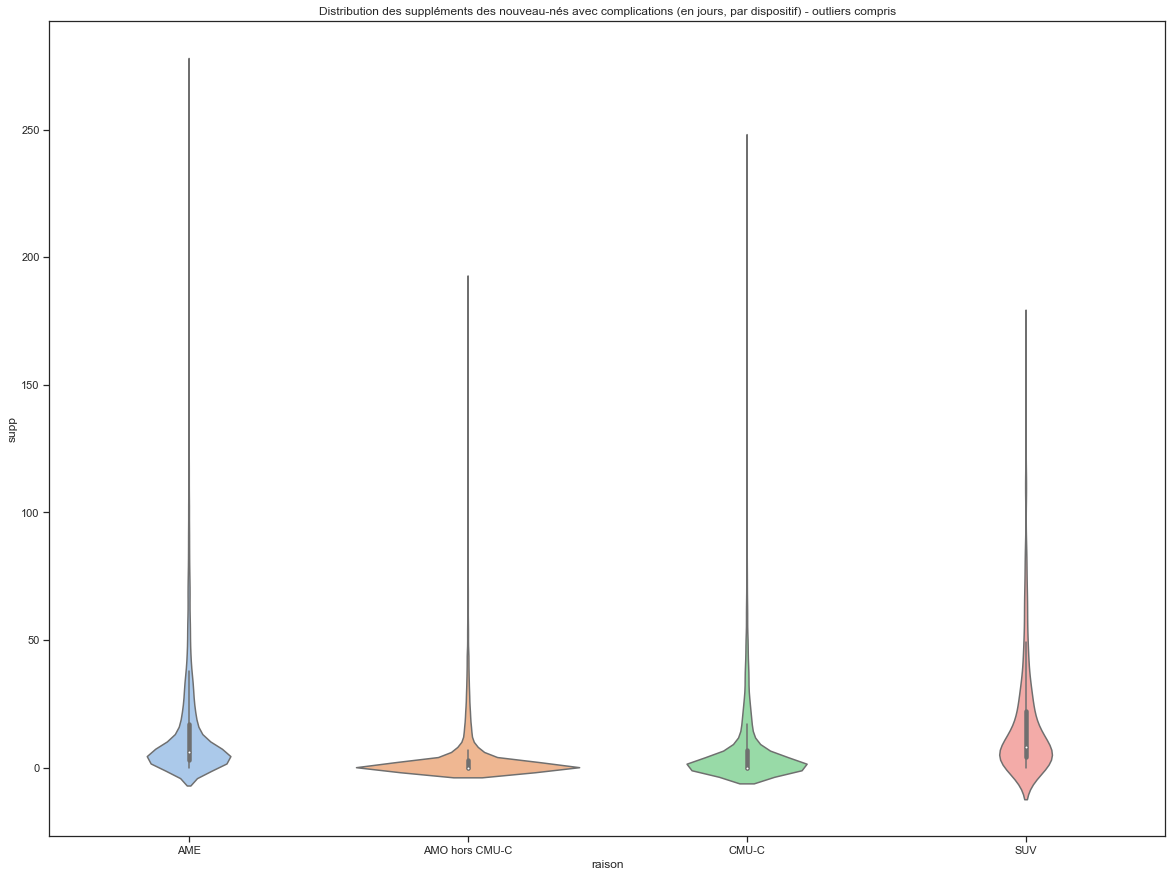 Distribution des suppléments des nouveau-nés avec complications (en jours, par dispositif) - outliers compris
250
200
150
supp
100
50
0
AME AMO hors CMU-C CMU-C SUV
raison